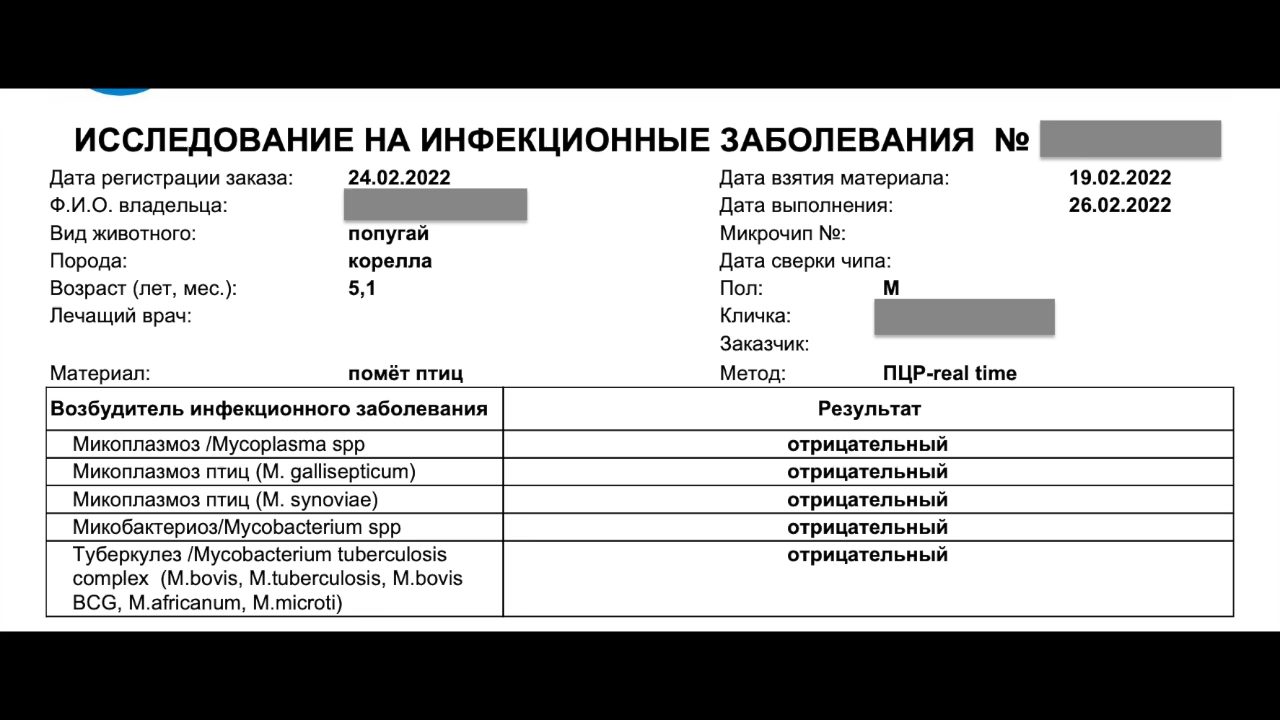 ИССЛЕДОВАНИЕ НА ИНФЕКЦИОННЫЕ ЗАБОЛЕВАНИЯ №
Дата регистрации заказа: 24.02.2022 Дата взятия материала: 19.02.2022
Ф.И.О. владельца: Дата выполнения: 26.02.2022
Вид животного: попугай Микрочип №:
Порода: корелла Дата сверки чипа:
Возраст (лет, мес.): 5,1 Пол: М
Лечащий врач: Кличка:
Заказчик:
Материал: помёт птиц Метод: ПЦР-real time
Возбудитель инфекционного заболевания Результат
Микоплазмоз /Mycoplasma spp отрицательный
Микоплазмоз птиц (M. gallisepticum) отрицательный
Микоплазмоз птиц (M. synoviae) отрицательный
Микобактериоз/Mycobacterium spp отрицательный
Туберкулез /Mycobacterium tuberculosis отрицательный
complex (M.bovis, M.tuberculosis, M.bovis
BCG, M.africanum, M.microti)